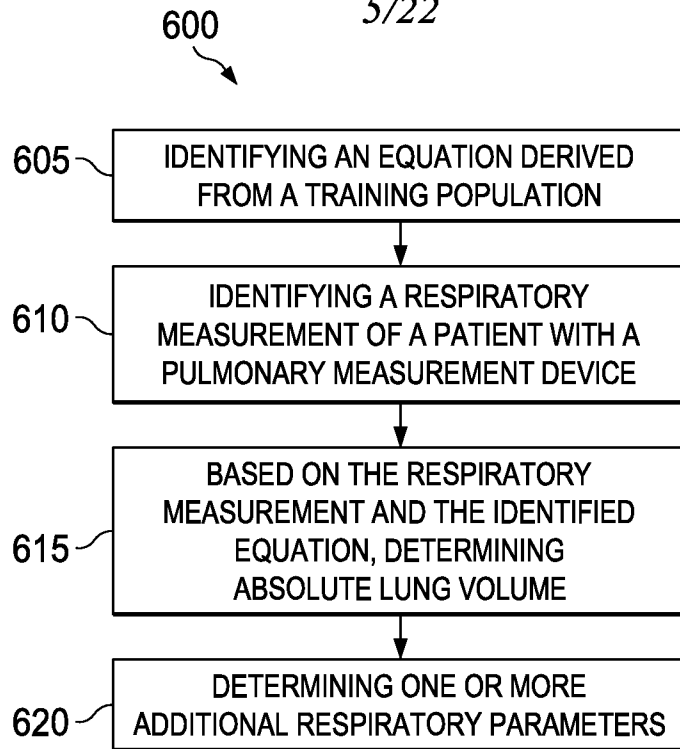 5/22
600
605
IDENTIFYING AN EQUATION DERIVED
FROM A TRAINING POPULATION
610
IDENTIFYING A RESPIRATORY
MEASUREMENT OF A PATIENT WITH A
PULMONARY MEASUREMENT DEVICE
615
BASED ON THE RESPIRATORY
MEASUREMENT AND THE IDENTIFIED
EQUATION, DETERMINING
ABSOLUTE LUNG VOLUME
620
DETERMINING ONE OR MORE
ADDITIONAL RESPIRATORY PARAMETERS